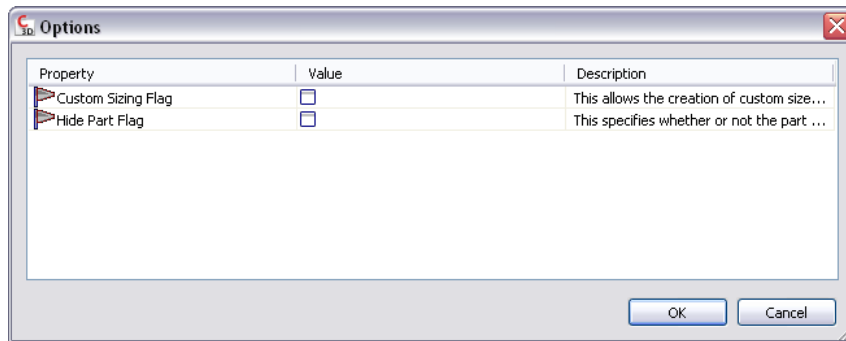 C 3D Options
Property Value Description
Custom Sizing Flag This allows the creation of custom size...
Hide Part Flag This specifies whether or not the part ...
OK Cancel